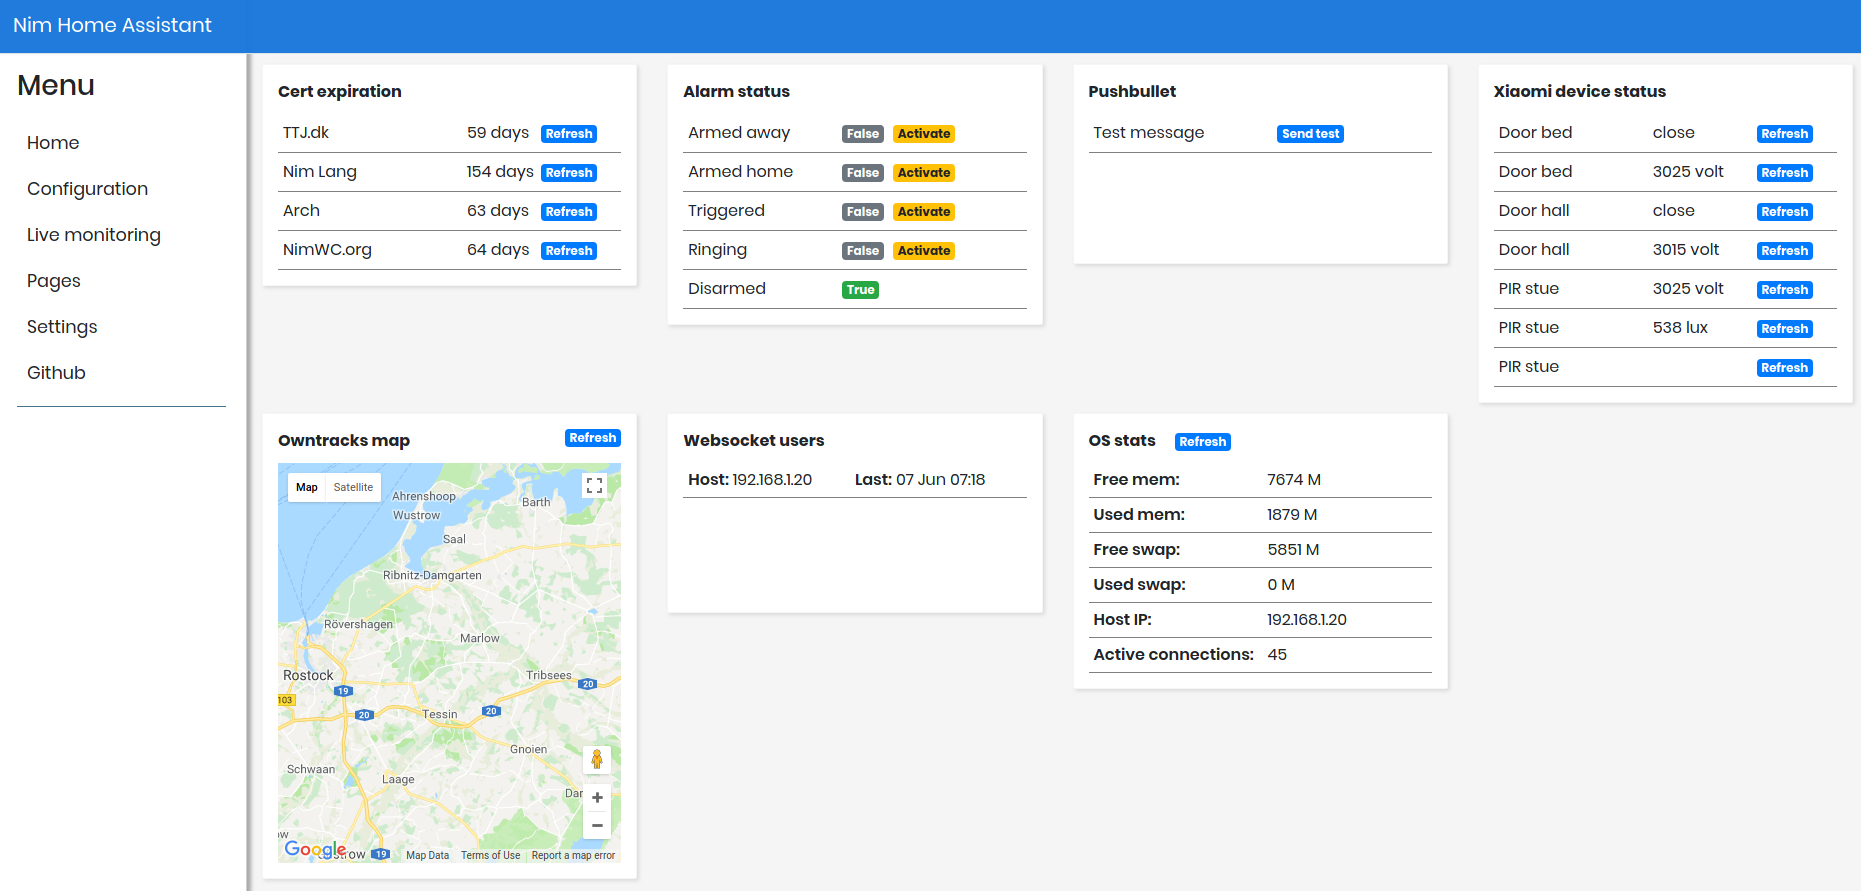 Nim Home Assistant
Menu
Home
Configuration
Live monitoring
Pages
Settings
Github
Cert expiration
TTJ.dk 59 days Refresh
Nim Lang 154 days Refresh
Arch 63 days Refresh
NimWC.org 64 days Refresh
Alarm status
Armed away False Activate
Armed home False Activate
Triggered False Activate
Ringing False Activate
Disarmed True
Pushbullet
Test message Send test
Xiaomi device status
Door bed close Refresh
Door bed 3025 volt Refresh
Door hall close Refresh
Door hall 3015 volt Refresh
PIR stue 3025 volt Refresh
PIR stue 538 lux Refresh
PIR stue Refresh
Owntracks map Refresh
Map Satellite
Ahrenshoop
Barth
Wustrow
Saal
Ribnitz-Damgarten
Rövershagen
Marlow
Rostock
Tribsees
19
20
103
20
Tessin
20
Gnoien
Schwaan
Laage
Dar
ow
Google
strow
19
Map Data Terms of Use Report a map error
Websocket users
Host: 192.168.1.20 Last: 07 Jun 07:18
OS stats Refresh
Free mem: 7674 M
Used mem: 1879 M
Free swap: 5851 M
Used swap: 0 M
Host IP: 192.168.1.20
Active connections: 45